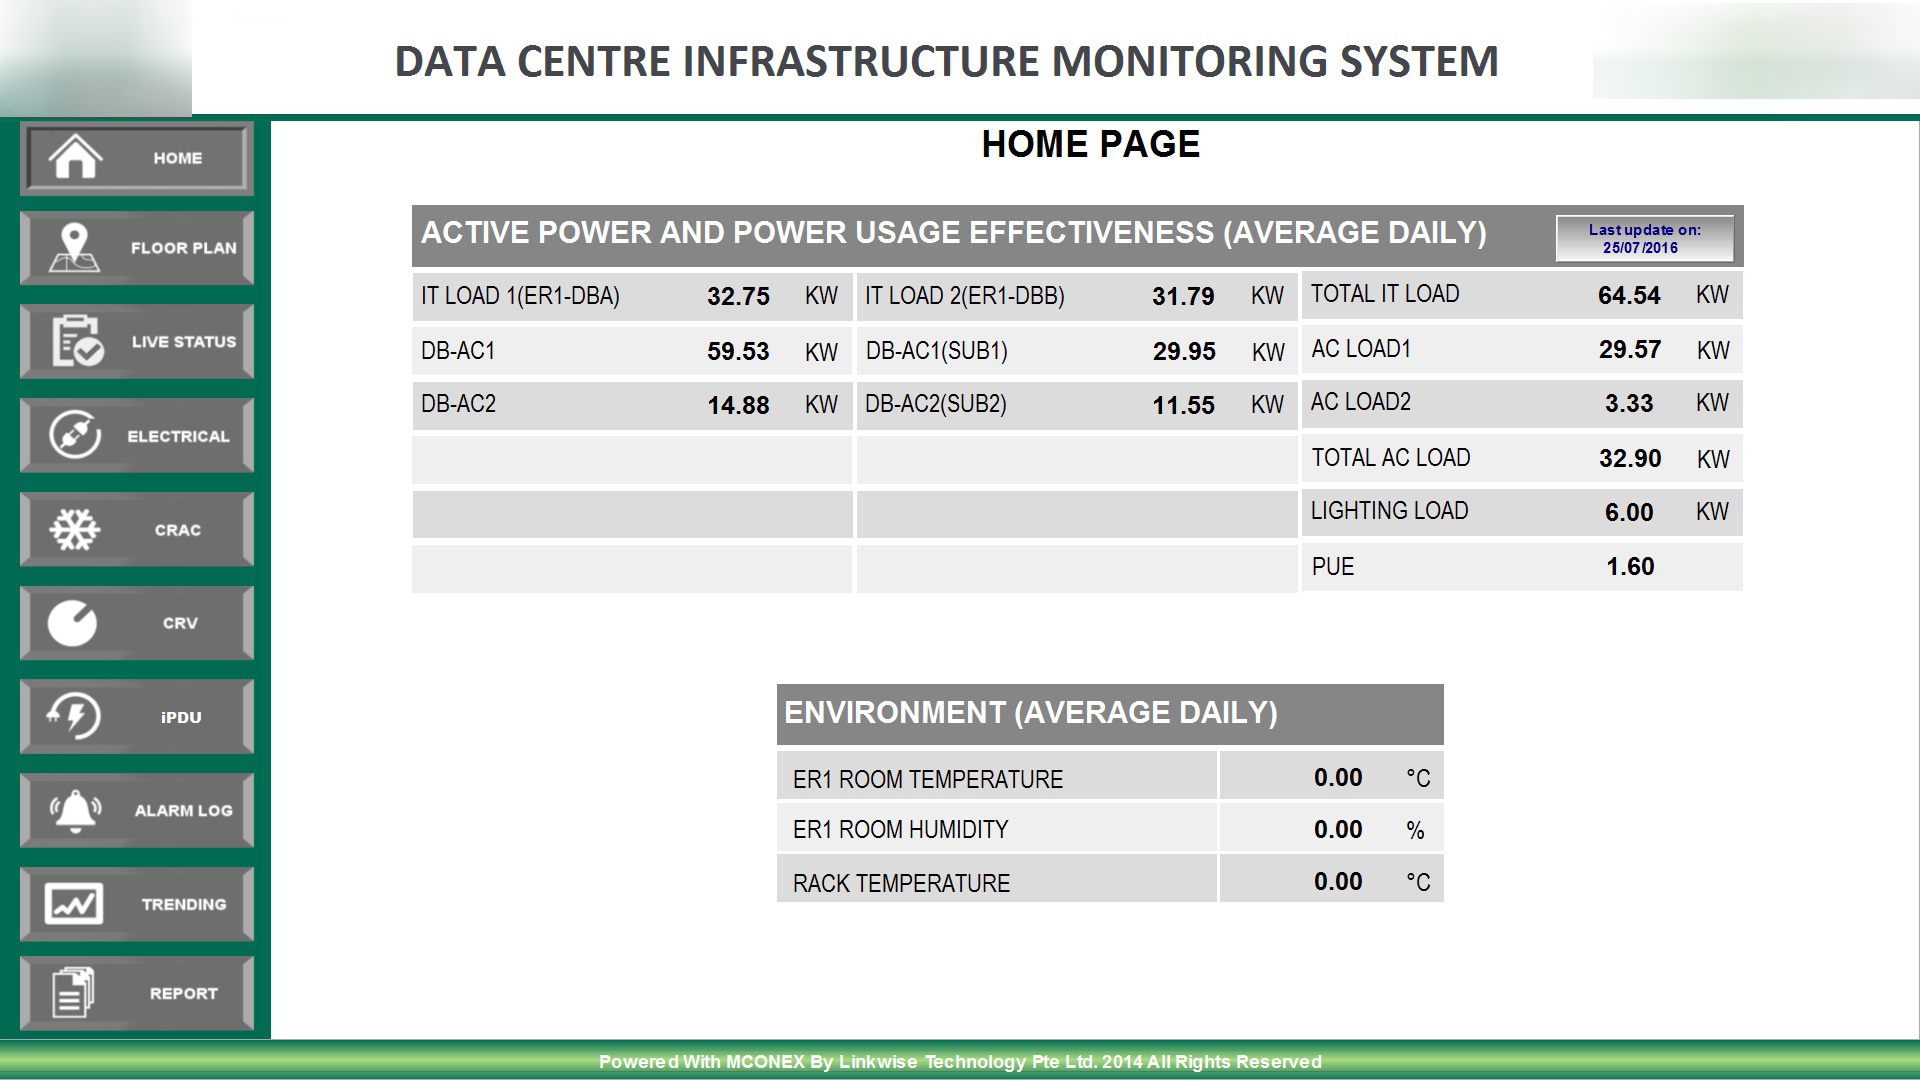 DATA CENTRE INFRASTRUCTURE MONITORING SYSTEM
HOME
FLOOR PLAN
LIVE STATUS
ELECTRICAL
CRAC
CRV
iPDU
ALARM LOG
TRENDING
REPORT
HOME PAGE
ACTIVE POWER AND POWER USAGE EFFECTIVENESS (AVERAGE DAILY)
Last update on:
25/07/2016
IT LOAD 1(ER1-DBA) 32.75 KW IT LOAD 2(ER1-DBB) 31.79 KW TOTAL IT LOAD 64.54 KW
DB-AC1 59.53 KW DB-AC1(SUB1) 29.95 KW AC LOAD1 29.57 KW
DB-AC2 14.88 KW DB-AC2(SUB2) 11.55 KW AC LOAD2 3.33 KW
TOTAL AC LOAD 32.90 KW
LIGHTING LOAD 6.00 KW
PUE 1.60
ENVIRONMENT (AVERAGE DAILY)
ER1 ROOM TEMPERATURE 0.00 °C
ER1 ROOM HUMIDITY 0.00 %
RACK TEMPERATURE 0.00 °C
Powered With MCONEX By Linkwise Technology Pte Ltd. 2014 All Rights Reserved